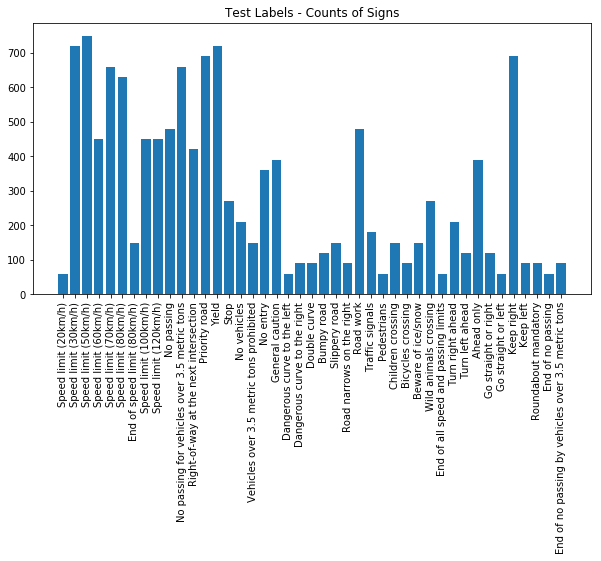 Test Labels - Counts of Signs
700
600
500
400
300
200
100
0
Speed limit (20km/h)
Speed limit (30km/h)
Speed limit (50km/h)
Speed limit (60km/h)
Speed limit (70km/h)
Speed limit (80km/h)
End of speed limit (80km/h)
Speed limit (100km/h)
Speed limit (120km/h)
No passing
No passing for vehicles over 3.5 metric tons
Right-of-way at the next intersection
Priority road
Yield
Stop
No vehicles
Vehicles over 3.5 metric tons prohibited
No entry
General caution
Dangerous curve to the left
Dangerous curve to the right
Double curve
Bumpy road
Slippery road
Road narrows on the right
Road work
Traffic signals
Pedestrians
Children crossing
Bicycles crossing
Beware of ice/snow
Wild animals crossing
End of all speed and passing limits
Turn right ahead
Turn left ahead
Ahead only
Go straight or right
Go straight or left
Keep right
Keep left
Roundabout mandatory
End of no passing
End of no passing by vehicles over 3.5 metric tons